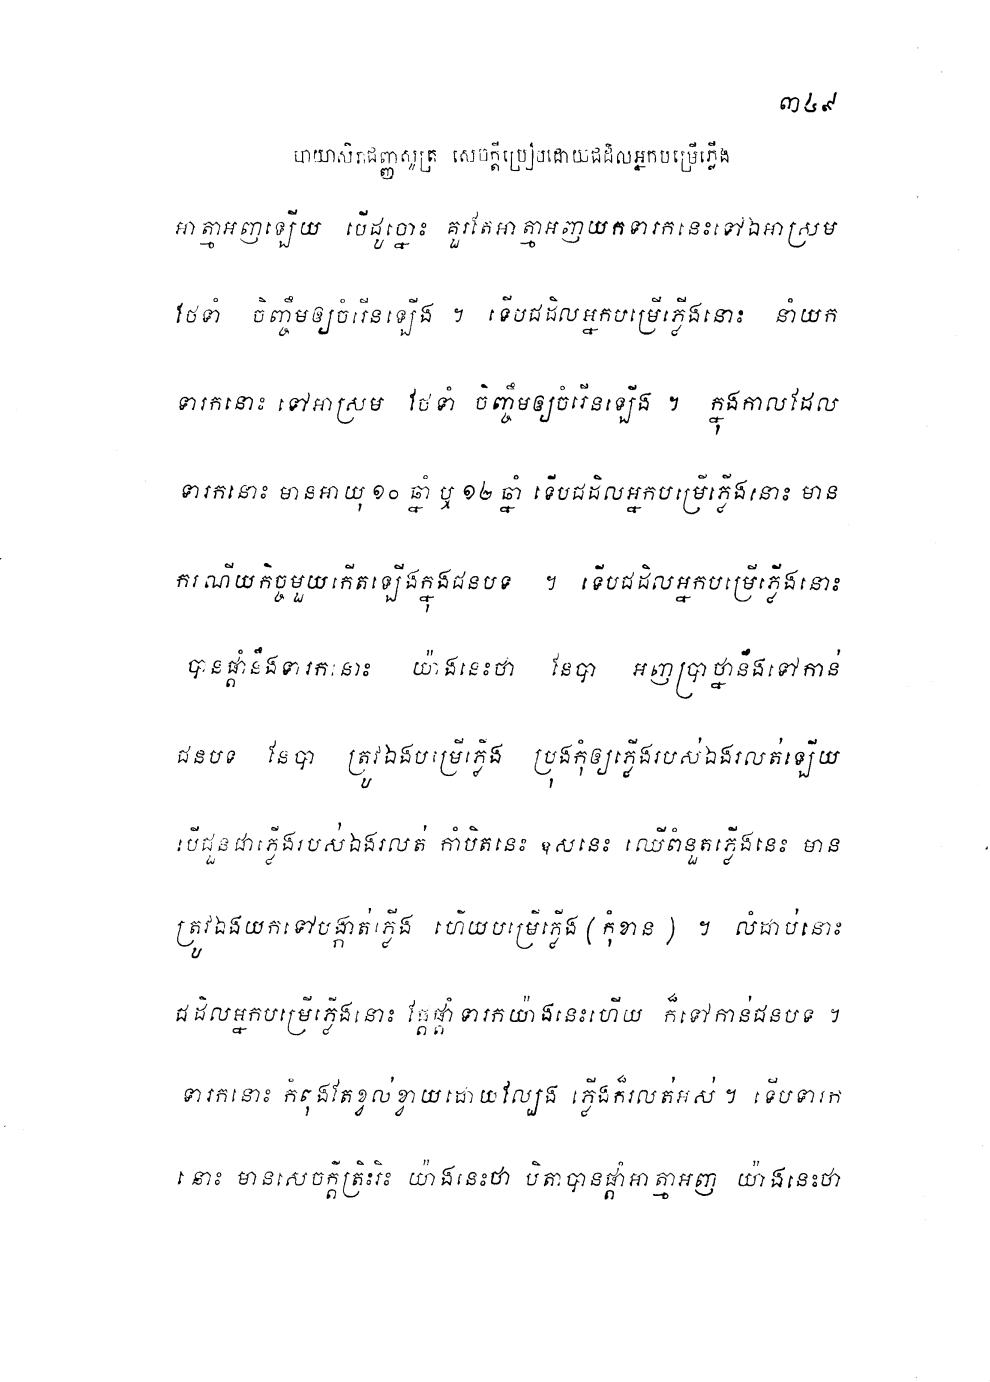 ៣៤៩
បាយាសិរាជញ្ញសូត្រ សេចក្តីប្រៀបដោយជដិលអ្នកបម្រើភ្លើង
អាត្មាអញឡើយ បើដូច្នោះ គួរតែអាត្មាអញយកទារកនេះទៅឯអាស្រម
ថែទាំ ចិញ្ចឹមឲ្យចំរើនឡើង ។ ទើបជដិលអ្នកបម្រើភ្លើងនោះ នាំយក
ទារកនោះ ទៅអាស្រម ថែទាំ ចិញ្ចឹមឲ្យចំរើនឡើង ។ ក្នុងកាលដែល
ទារកនោះ មានអាយុ ១០ ឆ្នាំ ឬ ១២ ឆ្នាំ ទើបជដិលអ្នកបម្រើភ្លើងនោះ មាន
ករណីយកិច្ចមួយកើតឡើងក្នុងជនបទ ។ ទើបជដិលអ្នកបម្រើភ្លើងនោះ
បានផ្តាំនឹងទារកនោះ យ៉ាងនេះថា នែបា អញប្រាថ្នានឹងទៅកាន់
ជនបទ នែបា ត្រូវឯងបម្រើភ្លើង ប្រុងកុំឲ្យភ្លើងរបស់ឯងរលត់ឡើយ
បើជួនជាភ្លើងរបស់ឯងរលត់ កាំបិតនេះ ឧសនេះ ឈើពំនួតភ្លើងនេះ មាន
ត្រូវឯងយកទៅបង្កាត់ភ្លើង ហើយបម្រើភ្លើង (កុំខាន) ។ លំដាប់នោះ
ជដិលអ្នកបម្រើភ្លើងនោះ ផ្តែផ្តាំទារកយ៉ាងនេះហើយ ក៏ទៅកាន់ជនបទ ។
ទារកនោះ កំពុងតែខ្វល់ខ្វាយដោយល្បែង ភ្លើងក៏រលត់អស់ ។ ទើបទារក
នោះ មានសេចក្តីត្រិះរិះ យ៉ាងនេះថា បិតាបានផ្តាំអាត្មាអញ យ៉ាងនេះថា